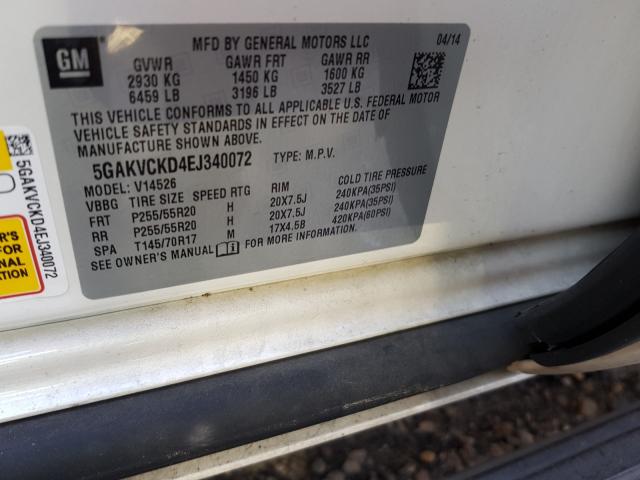 GM
MFD BY GENERAL MOTORS LLC
04/14
GVWR GAWR FRT GAWR RR
2930 KG 1450 KG 1600 KG
6459 LB 3196 LB 3527 LB
THIS VEHICLE CONFORMS TO ALL APPLICABLE U.S. FEDERAL MOTOR
VEHICLE SAFETY STANDARDS IN EFFECT ON THE DATE OF
MANUFACTURE SHOWN ABOVE.
5GAKVCKD4EJ340072 TYPE: M.P.V.
MODEL: V14526
VBBG TIRE SIZE SPEED RTG RIM COLD TIRE PRESSURE
FRT P255/55R20 H 20X7.5J 240KPA(35PSI)
RR P255/55R20 H 20X7.5J 240KPA(35PSI)
SPA T145/70R17 M 17X4.5B 420KPA(60PSI)
SEE OWNER'S MANUAL
5GAKVCKD4EJ340072
R'S
FOR
NAL
ATION